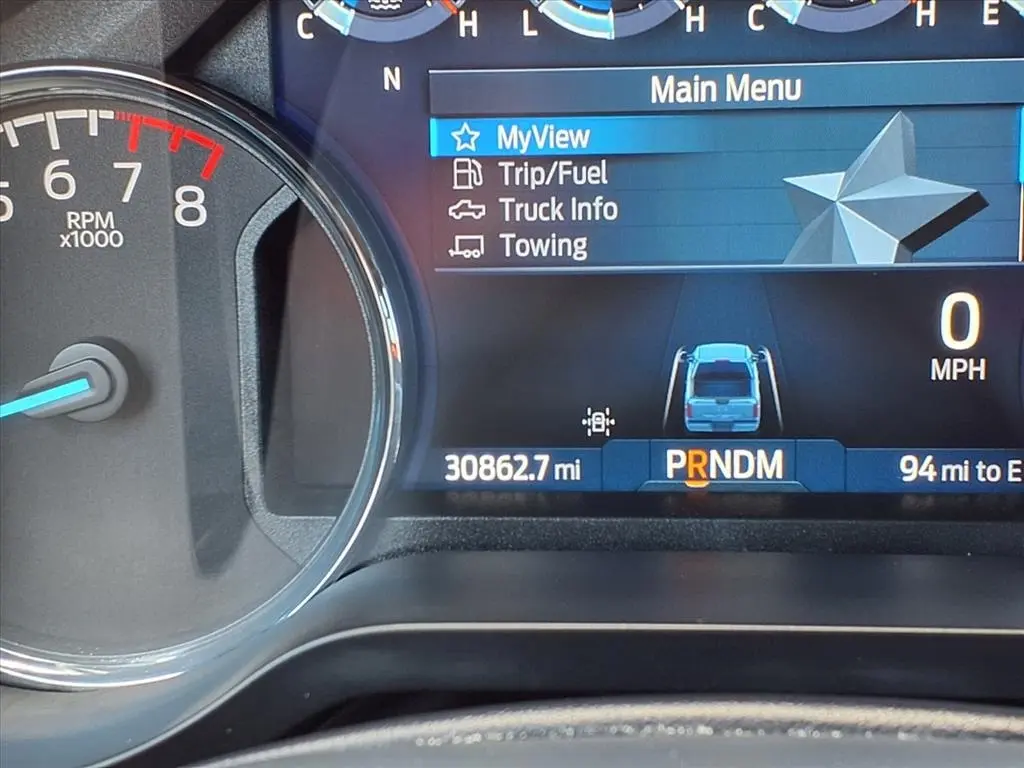 C H L H C H E
N
Main Menu
MyView
Trip/Fuel
Truck Info
Towing
5 6 7 8
RPM
x1000
0
MPH
30862.7 mi
PRNDM
94 mi to E